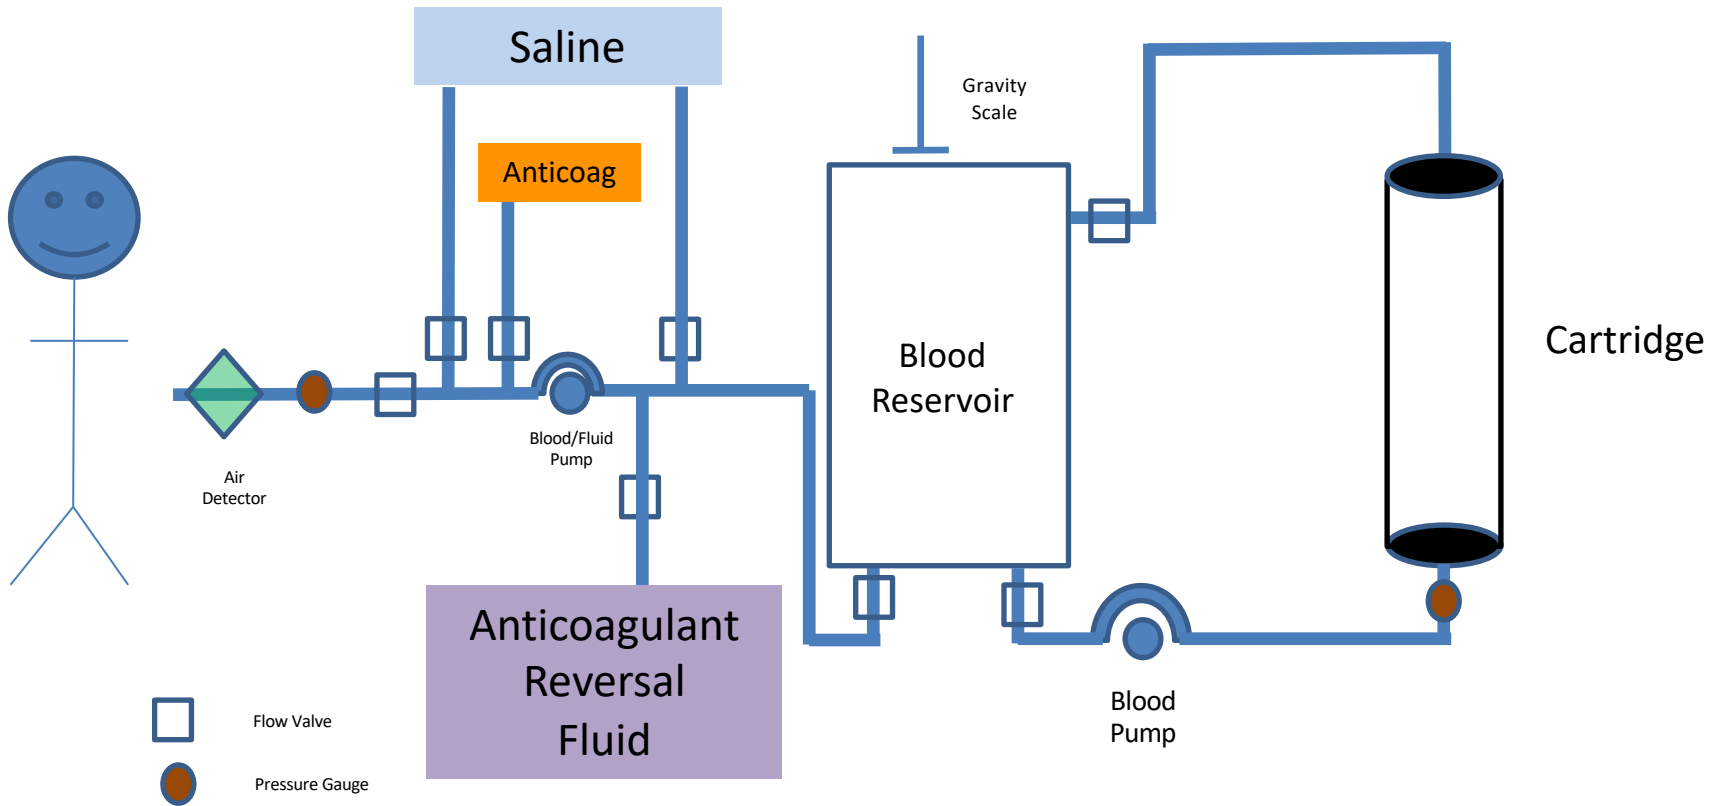 Saline
Gravity
Scale
Anticoag
Blood
Reservoir
Cartridge
Blood/Fluid
Pump
Air
Detector
Anticoagulant
Reversal
Fluid
Blood
Pump
Flow Valve
Pressure Gauge